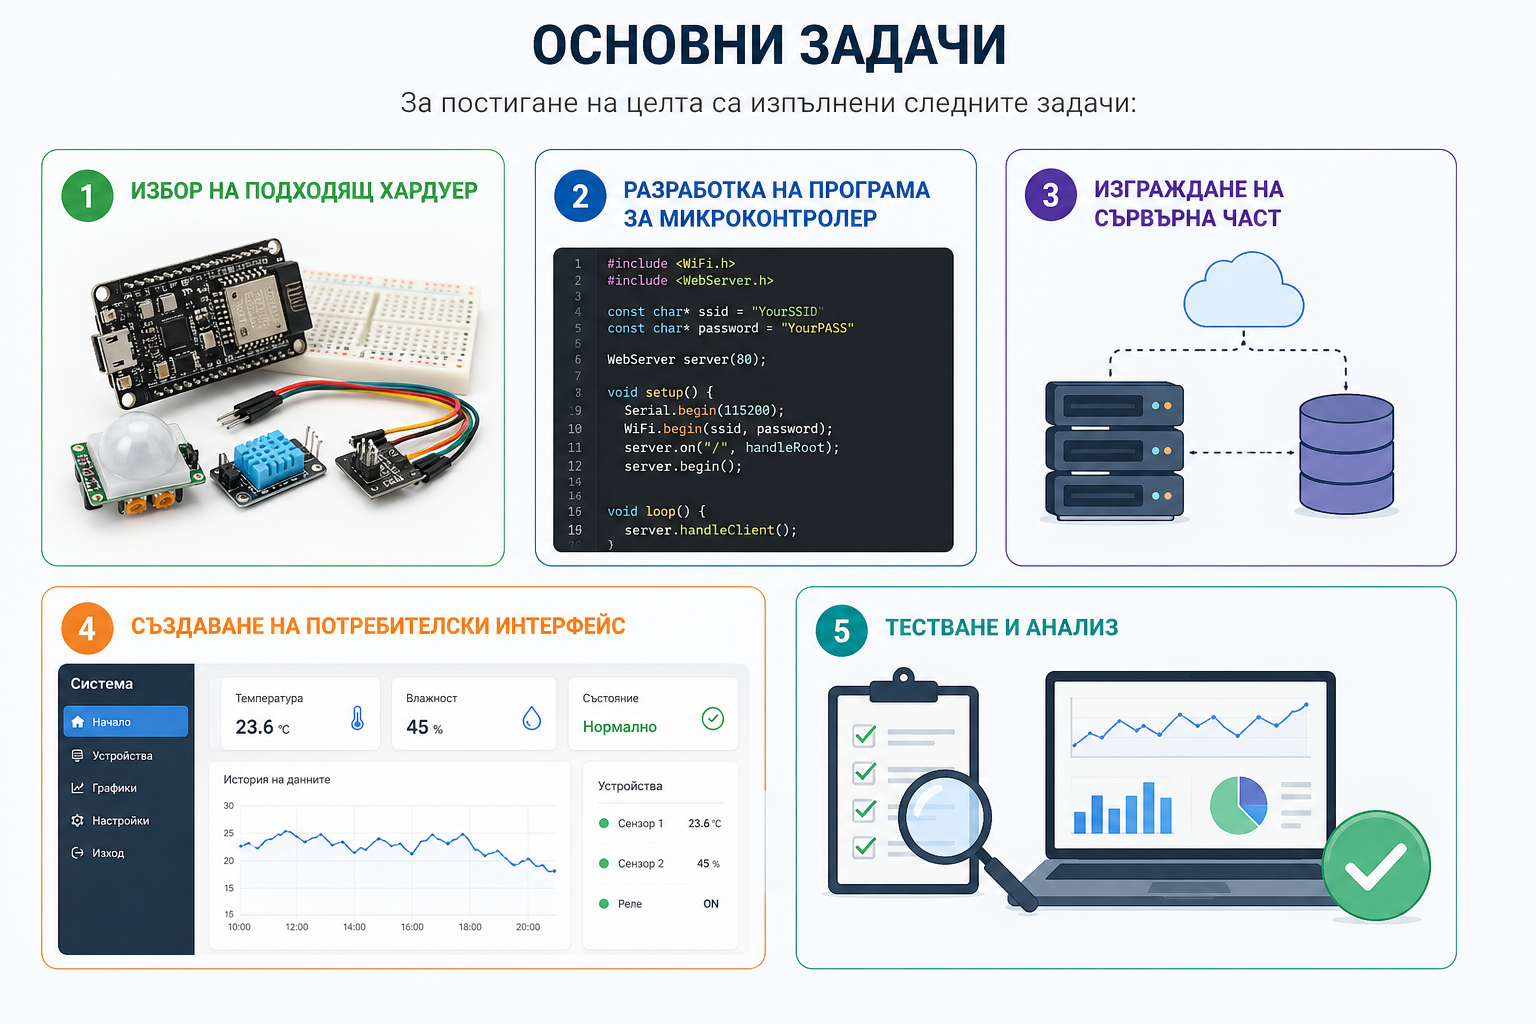 ОСНОВНИ ЗАДАЧИ
За постигане на целта са изпълнени следните задачи:
1
ИЗБОР НА ПОДХОДЯЩ ХАРДУЕР
2
РАЗРАБОТКА НА ПРОГРАМА
ЗА МИКРОКОНТРОЛЕР
1 #include <WiFi.h>
2 #include <WebServer.h>
3
4 const char* ssid = "YourSSID"
5 const char* password = "YourPASS"
5
6 WebServer server(80);
7
8 void setup() {
19 Serial.begin(115200);
10 WiFi.begin(ssid, password);
11 server.on("/", handleRoot);
12 server.begin();
14
16
16 void loop() {
19 server.handleClient();
}
3
ИЗГРАЖДАНЕ НА
СЪРВЪРНА ЧАСТ
4
СЪЗДАВАНЕ НА ПОТРЕБИТЕЛСКИ ИНТЕРФЕЙС
Система
Начало
Устройства
Графики
Настройки
Изход
Температура
23.6 °C
Влажност
45 %
Състояние
Нормално
История на данните
30
25
20
15
16
10:00 12:00 14:00 16:00 18:00 20:00
Устройства
Сензор 1 23.6 °C
Сензор 2 45 %
Реле ON
5
ТЕСТВАНЕ И АНАЛИЗ